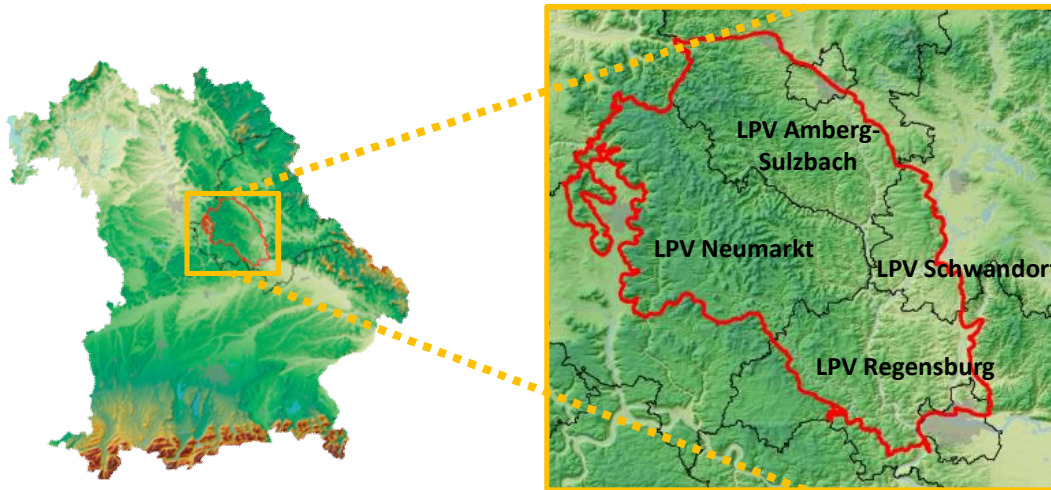 LPV Amberg-
Sulzbach
LPV Neumarkt
LPV Schwandorf
LPV Regensburg